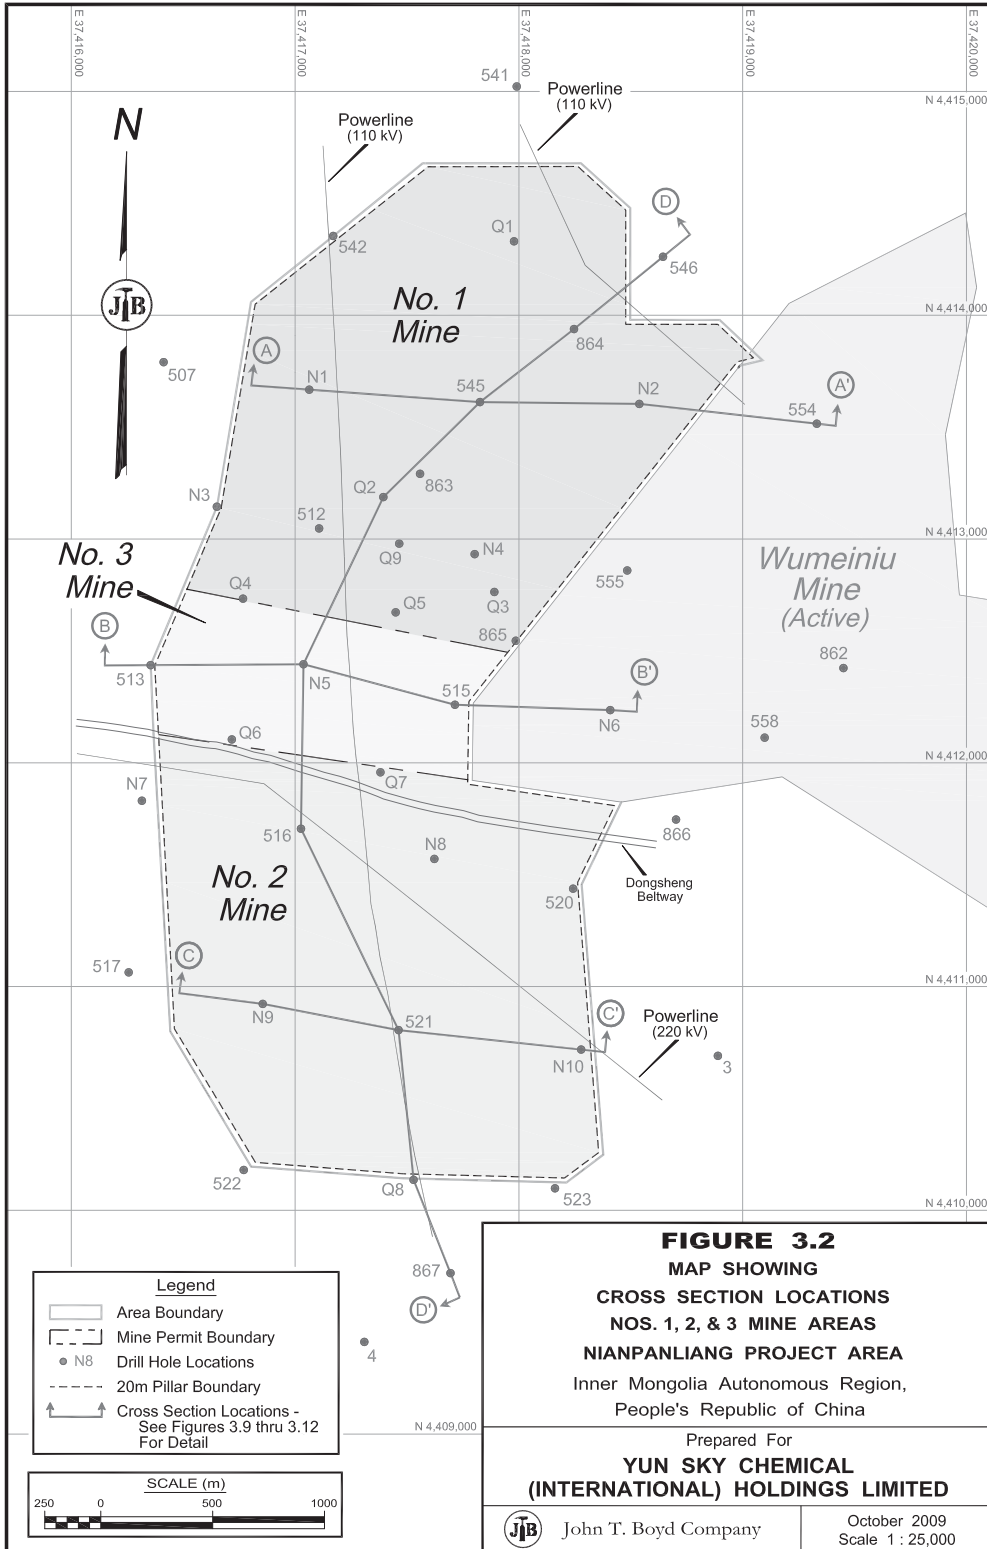 E 37,416,000
E 37,417,000
E 37,418,000
E 37,419,000
E 37,420,000
541
Powerline
(110 kV)
N 4,415,000
Powerline
(110 kV)
N
D
Q1
542
546
No. 1
Mine
JTB
N 4,414,000
864
A
507
N1
545
N2
A'
554
863
Q2
N3
512
N 4,413,000
Q9
N4
No. 3
Mine
Wumeiniu
Mine
(Active)
555
Q4
Q3
Q5
B
865
862
513
N5
B'
515
N6
558
Q6
N 4,412,000
Q7
N7
866
516
N8
No. 2
Mine
Dongsheng
Beltway
520
C
517
N 4,411,000
N9
521
C'
Powerline
(220 kV)
N10
3
522
Q8
523
N 4,410,000
867
D'
4
N 4,409,000
Legend
Area Boundary
Mine Permit Boundary
N8 Drill Hole Locations
20m Pillar Boundary
Cross Section Locations -
See Figures 3.9 thru 3.12
For Detail
SCALE (m)
250 0 500 1000
FIGURE 3.2
MAP SHOWING
CROSS SECTION LOCATIONS
NOS. 1, 2, & 3 MINE AREAS
NIANPANLIANG PROJECT AREA
Inner Mongolia Autonomous Region,
People's Republic of China
Prepared For
YUN SKY CHEMICAL
(INTERNATIONAL) HOLDINGS LIMITED
JTB John T. Boyd Company
October 2009
Scale 1 : 25,000